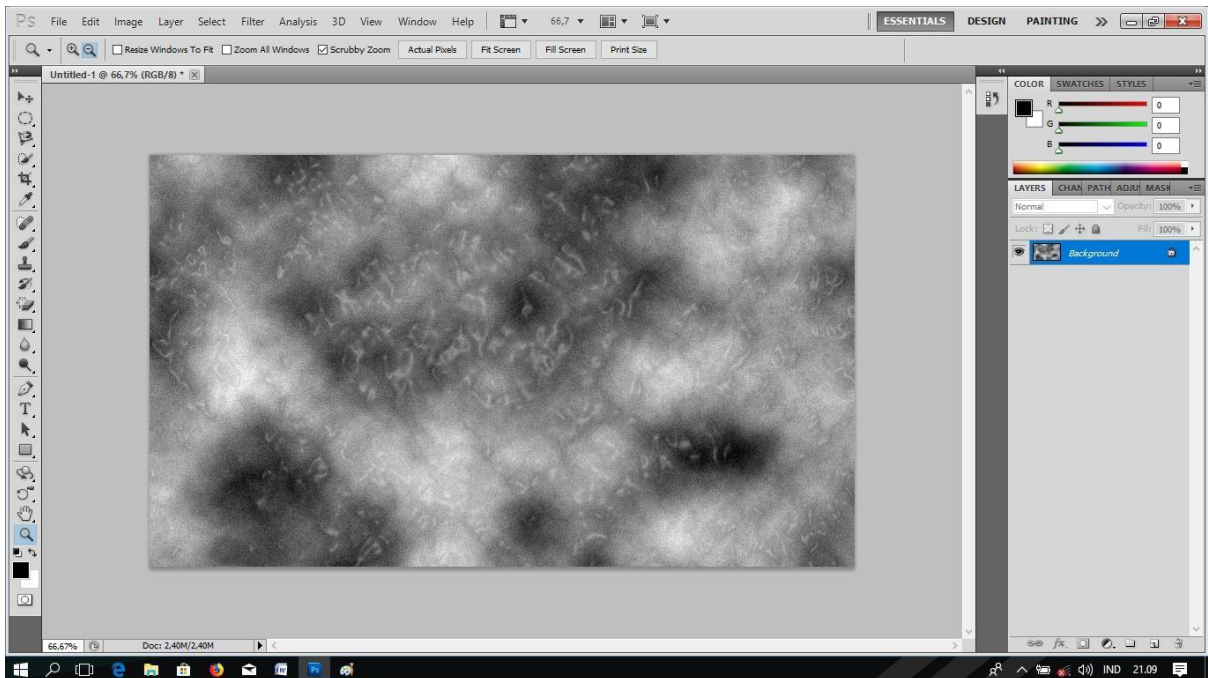 Ps File Edit Image Layer Select Filter Analysis 3D View Window Help 66,7 ESSENTIALS DESIGN PAINTING
Resize Windows To Fit Zoom All Windows Scrubby Zoom Actual Pixels Fit Screen Fill Screen Print Size
Untitled-1 @ 66,7% (RGB/8) *
COLOR SWATCHES STYLES
R 0
G 0
B 0
LAYERS CHAN PATH ADJU MASK
Normal Opacity: 100%
Lock: Fill: 100%
Background
66,67% Doc: 2,40M/2,40M
Ps IND 21.09